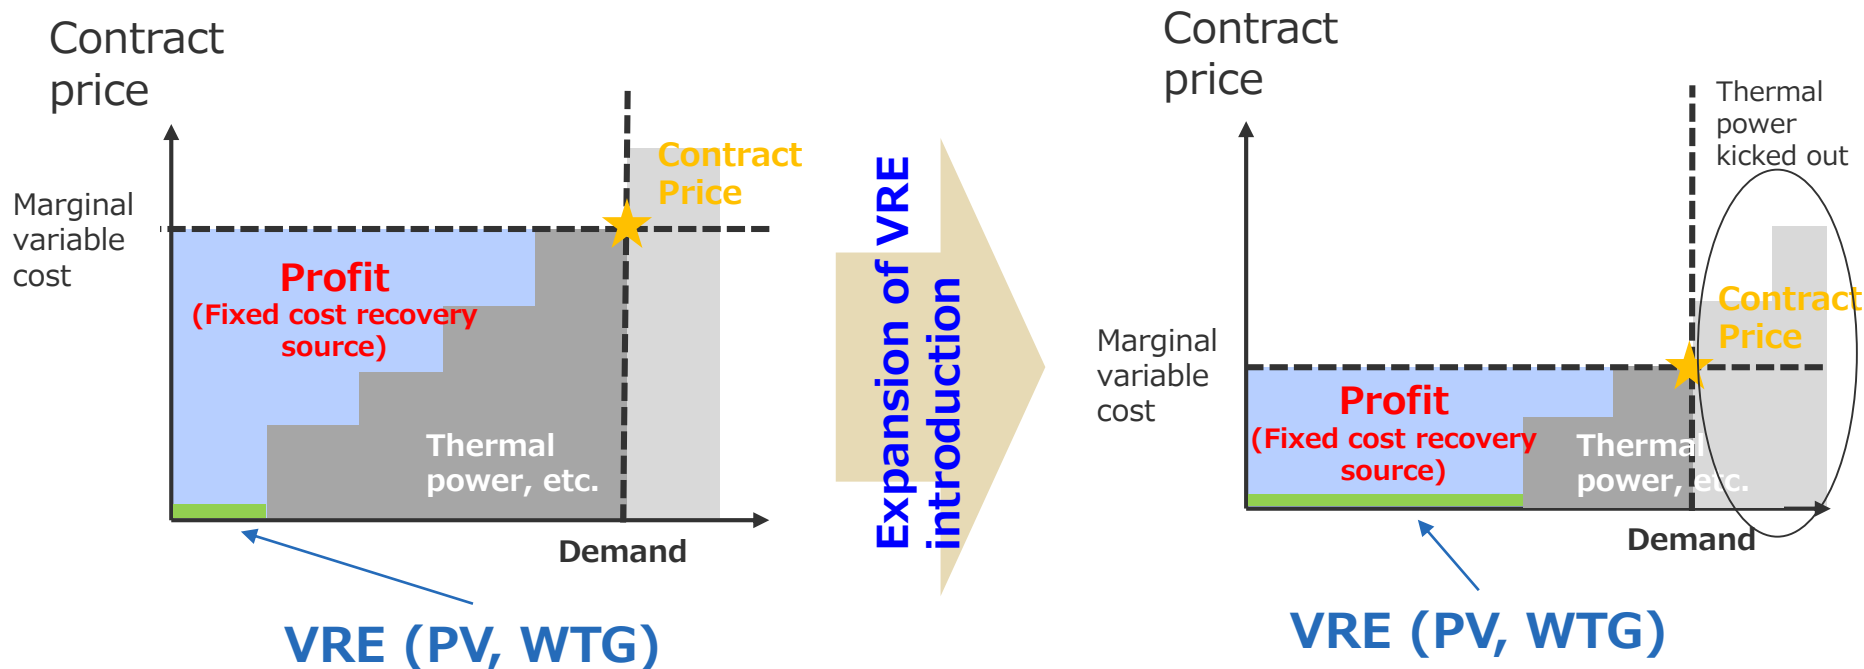 Contract
price
Marginal
variable
cost
Contract
Price
Profit
(Fixed cost recovery
source)
Thermal
power, etc.
Demand
VRE (PV, WTG)
Expansion of VRE
introduction
Contract
price
Thermal
power
kicked out
Marginal
variable
cost
Contract
Price
Profit
(Fixed cost recovery
source)
Thermal
power, etc.
Demand
VRE (PV, WTG)